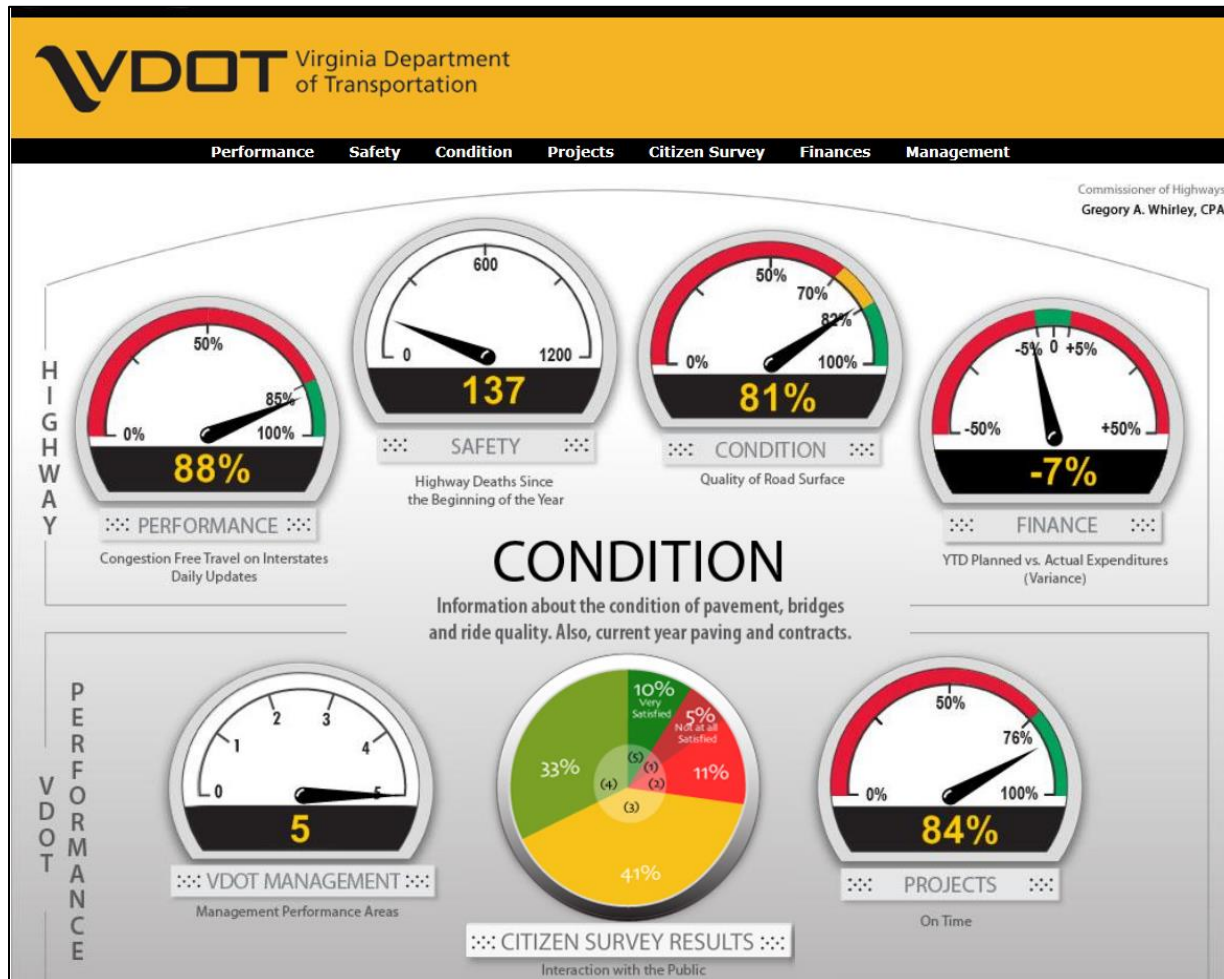 VDOT Virginia Department
of Transportation
Performance Safety Condition Projects Citizen Survey Finances Management
Commissioner of Highways
Gregory A. Whirley, CPA
HIGHWAY
0% 50% 85% 100%
88%
PERFORMANCE
Congestion Free Travel on Interstates
Daily Updates
0 600 1200
137
SAFETY
Highway Deaths Since
the Beginning of the Year
0% 50% 70% 82% 100%
81%
CONDITION
Quality of Road Surface
-50% -5% 0 +5% +50%
-7%
FINANCE
YTD Planned vs. Actual Expenditures
(Variance)
CONDITION
Information about the condition of pavement, bridges
and ride quality. Also, current year paving and contracts.
VDOT
PERFORMANCE
0 1 2 3 4 5
5
VDOT MANAGEMENT
Management Performance Areas
10%
Very
Satisfied
5%
Not at all
Satisfied
11%
41%
33%
(5)
(1)
(2)
(3)
(4)
CITIZEN SURVEY RESULTS
Interaction with the Public
0% 50% 76% 100%
84%
PROJECTS
On Time